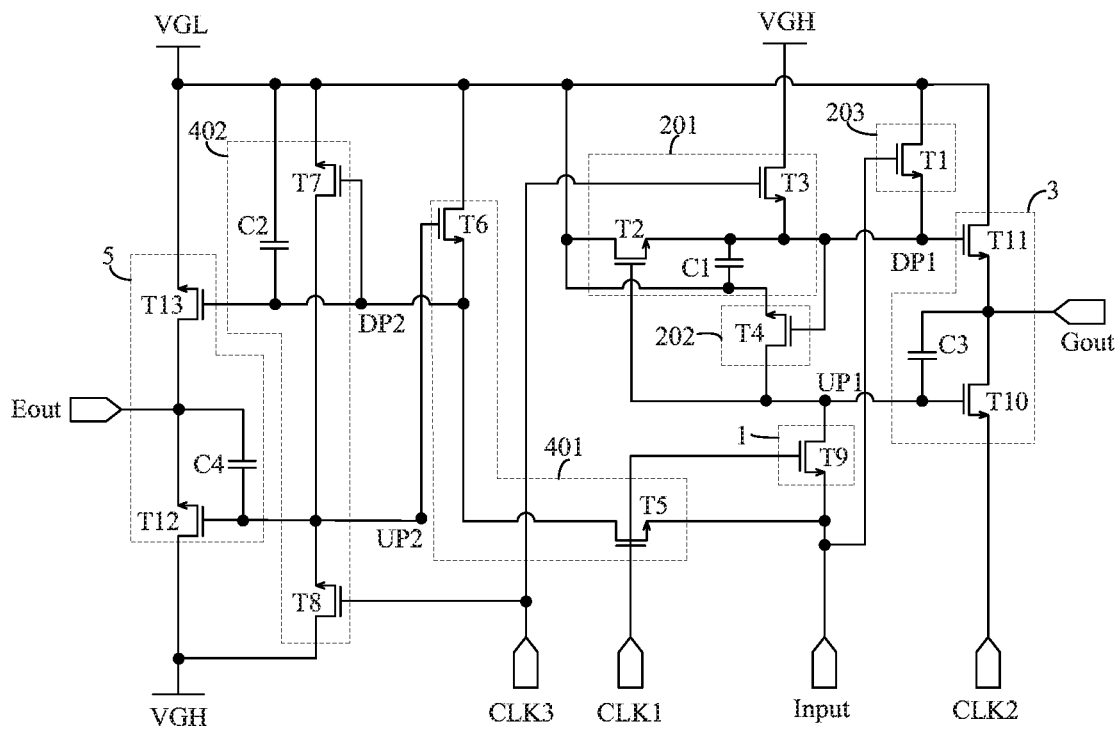 VGL
VGH
402
201
203
T7
T3
T1
3
C2
T6
T2
5
C1
DP1
T11
T13
DP2
T4
202
C3
Gout
Eout
UP1
T10
1
T9
C4
401
T5
T12
UP2
T8
VGH
CLK3
CLK1
Input
CLK2